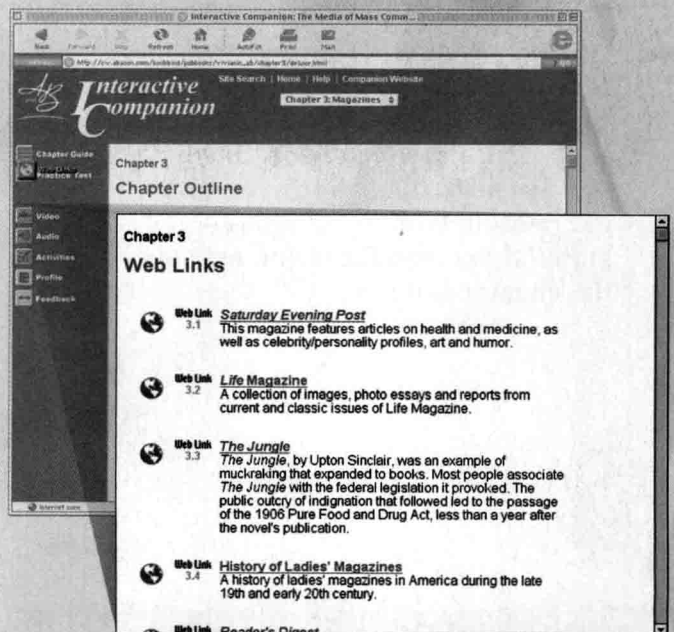 Interactive Companion: The Media of Mass Comm...
Back Forward Stop Refresh Home AutoFill Print Mail
Interactive
Companion
Site Search | Home | Help | Companion Website
Chapter 3: Magazines
Chapter Guide
Practice Test
Video
Audio
Activities
Profile
Feedback
Chapter 3
Chapter Outline
Internet zone
Chapter 3
Web Links
Web Link 3.1 Saturday Evening Post
This magazine features articles on health and medicine, as
well as celebrity/personality profiles, art and humor.
Web Link 3.2 Life Magazine
A collection of images, photo essays and reports from
current and classic issues of Life Magazine.
Web Link 3.3 The Jungle
The Jungle, by Upton Sinclair, was an example of
muckraking that expanded to books. Most people associate
The Jungle with the federal legislation it provoked. The
public outcry of indignation that followed led to the passage
of the 1906 Pure Food and Drug Act, less than a year after
the novel's publication.
Web Link 3.4 History of Ladies' Magazines
A history of ladies' magazines in America during the late
19th and early 20th century.
Web Link Reader's Digest